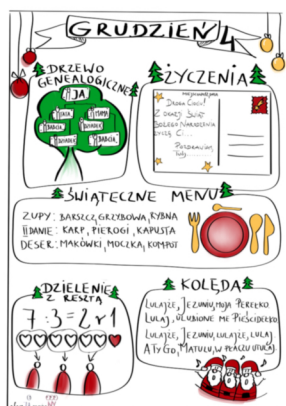 GRUDZIEŃ 4
DRZEWO
GENEALOGICZNE
JA
TATA
MAMA
BABCIA
DZIADEK
DZIADEK
BABCIA
ŻYCZENIA
DROGA CIOCIU!
Z OKAZJI ŚWIĄT
BOŻEGO NARODZENIA
ŻYCZĘ CI...
POZDRAWIAM,
ŚWIĄTECZNE MENU
ZUPY: BARSZCZ, GRZYBOWA, RYBNA
II DANIE: KARP, PIEROGI, KAPUSTA
DESER: MAKÓWKI, MOCZKA, KOMPOT
DZIELENIE
Z RESZTĄ
7:3=2 r 1
KOLĘDA
LULAJŻE, JEZUNIU, MOJA PEREŁKO
LULAJ, ULUBIONE ME PIEŚCIDEŁKO
LULAJŻE, JEZUNIU, LULAJŻE, LULAJ
A TY GO, MATULU, W PŁACZU UTULAJ.